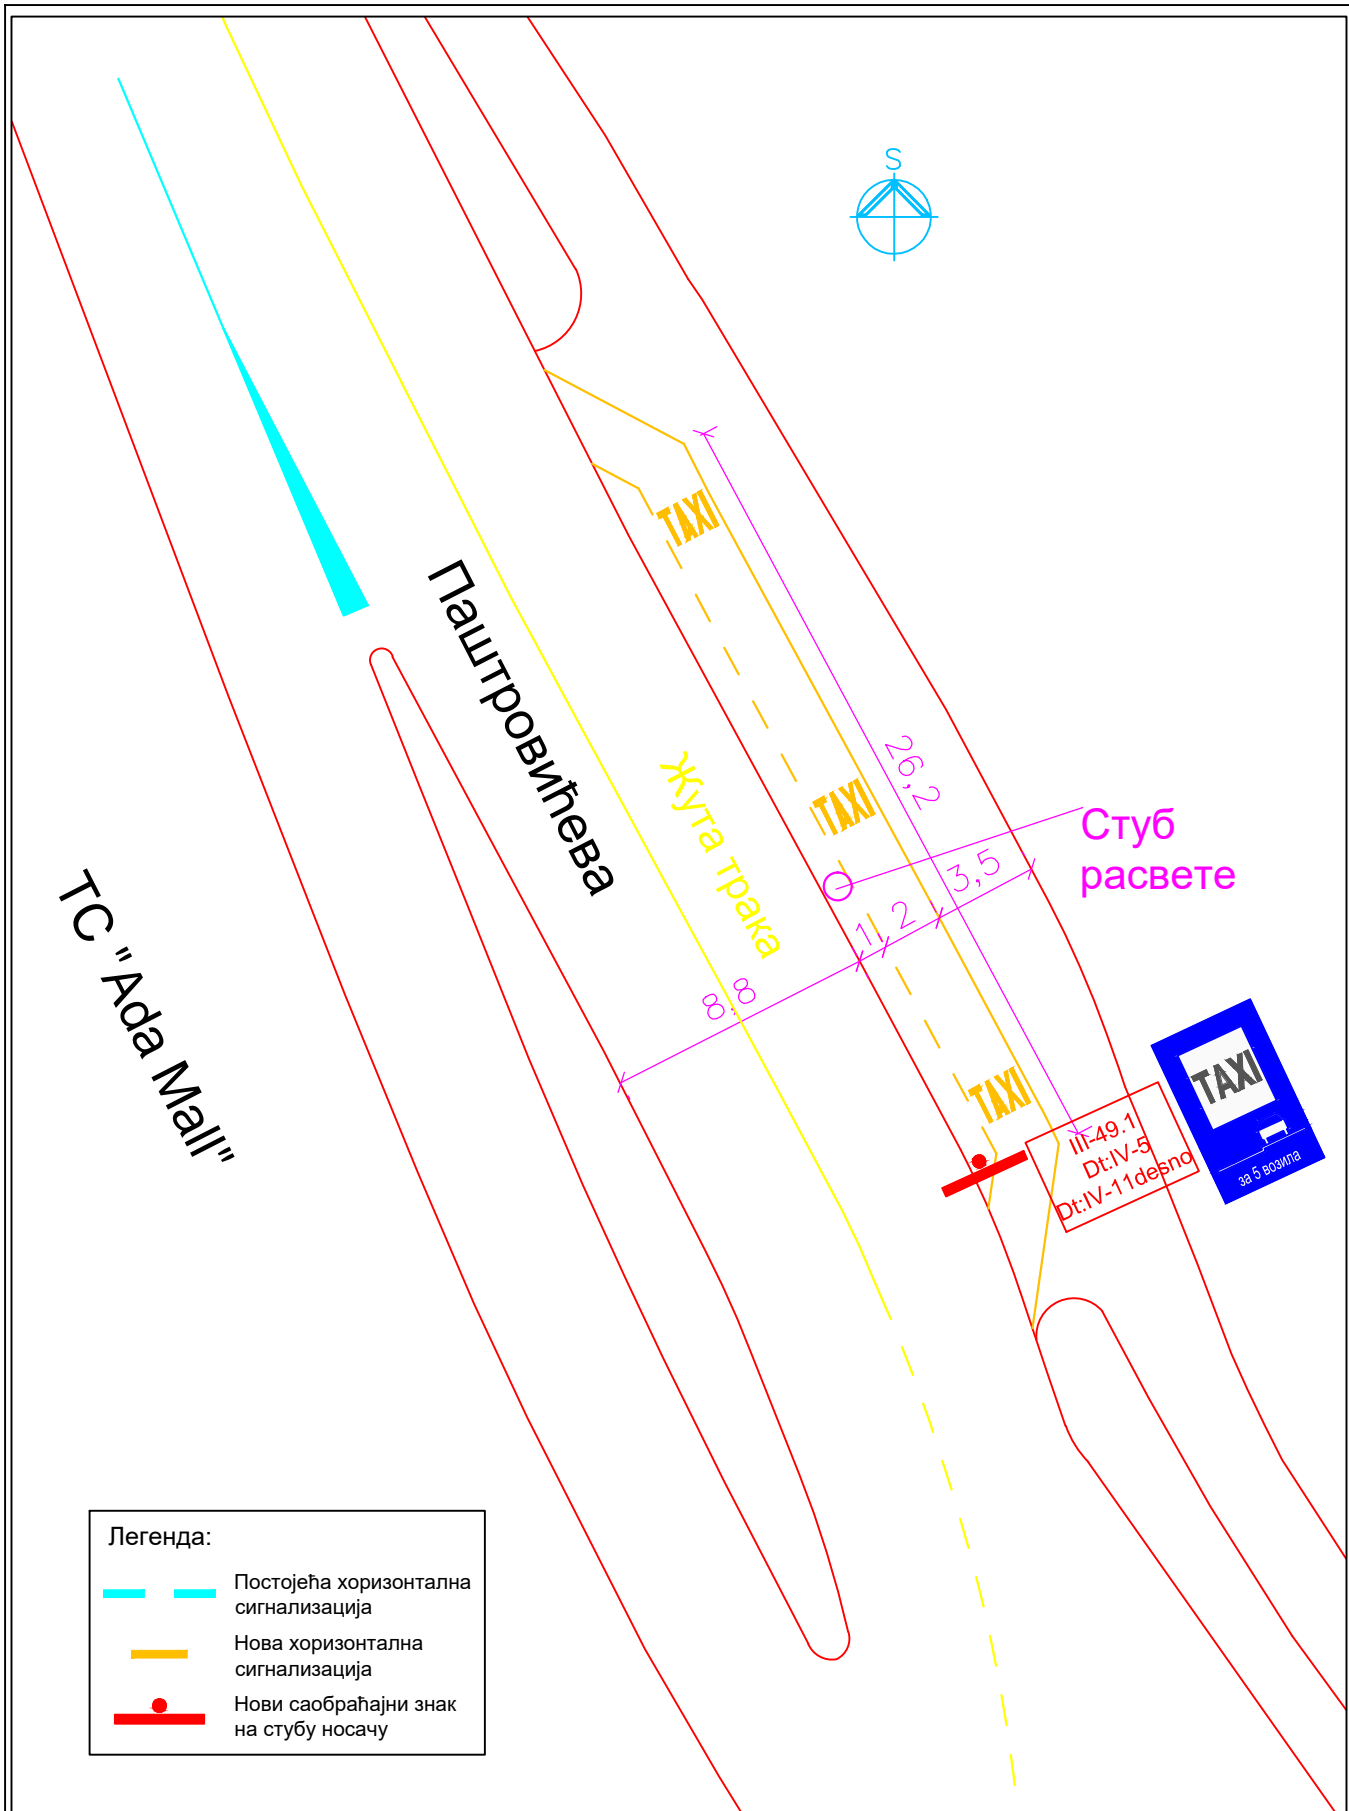 S
TAXI
Паштровићева
26,2
Жута трака
TAXI
Стуб
расвете
3,5
2
1
8,8
ТС "Ada Mall"
TAXI
TAXI
за 5 возила
III-49.1
Dt:IV-5
Dt:IV-11desno
Легенда:
Постојећа хоризонтална
сигнализација
Нова хоризонтална
сигнализација
Нови саобраћајни знак
на стубу носачу